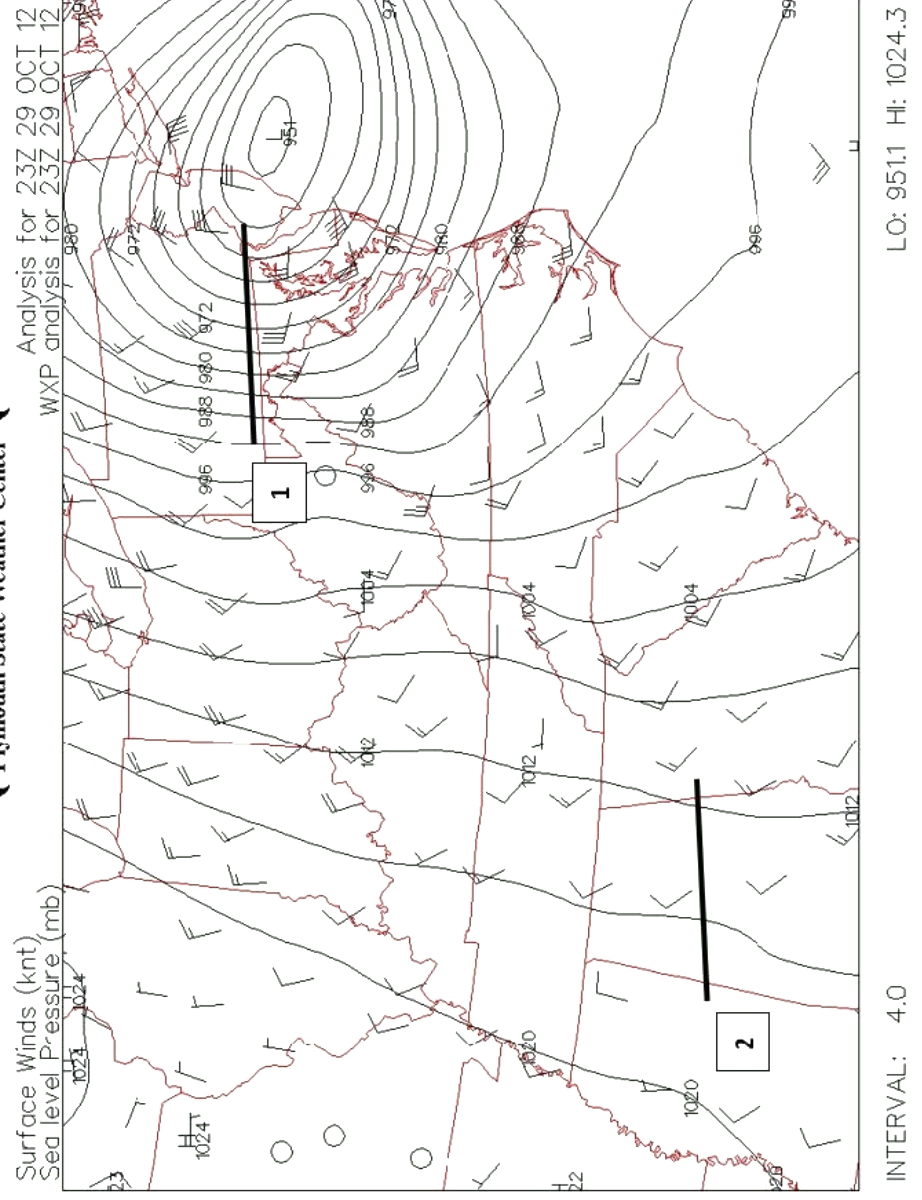 Plymouth State Weather Center
Surface Winds (knt) Analysis for 23Z 29 OCT 12
Sea level Pressure (mb) WXP analysis for 23Z 29 OCT 12
1024 1024 980
972
H
1024 996 988 980 972
L
951
1
1012 1004 996 988
980
1020 1012 1004 988
H
1020 1004
2
996
1012
INTERVAL: 4.0 LO: 951.1 HI: 1024.3